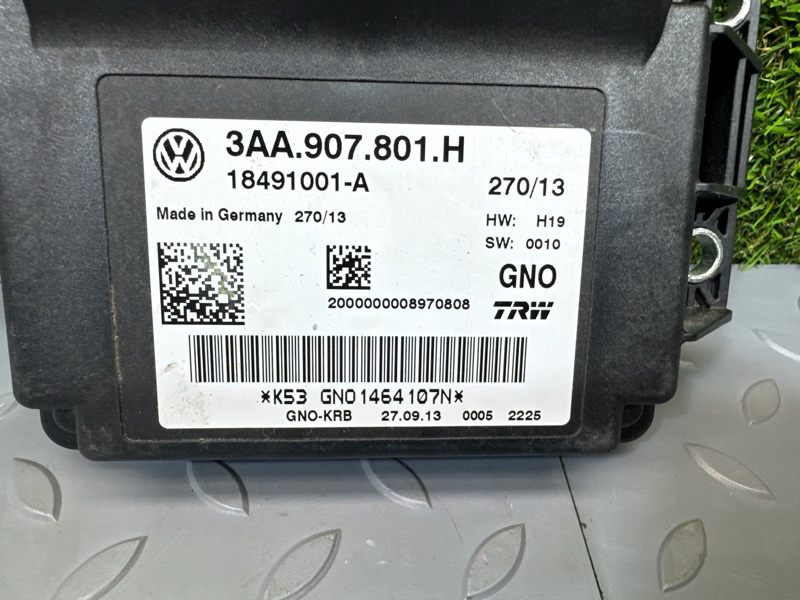 3AA.907.801.H
18491001-A 270/13
Made in Germany 270/13 HW: H19
SW: 0010
GNO
2000000008970808 TRW
*K53 GNO1464107N*
GNO-KRB 27.09.13 0005 2225